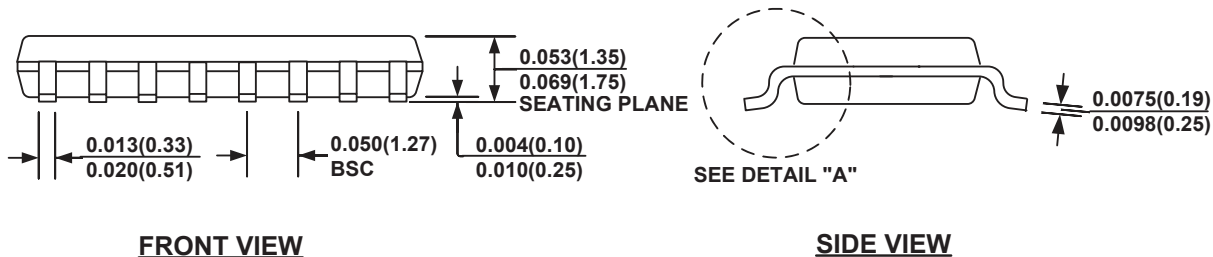 0.053(1.35)
0.069(1.75)
SEATING PLANE
0.013(0.33)
0.020(0.51)
0.050(1.27)
BSC
0.004(0.10)
0.010(0.25)
FRONT VIEW
0.0075(0.19)
0.0098(0.25)
SEE DETAIL "A"
SIDE VIEW